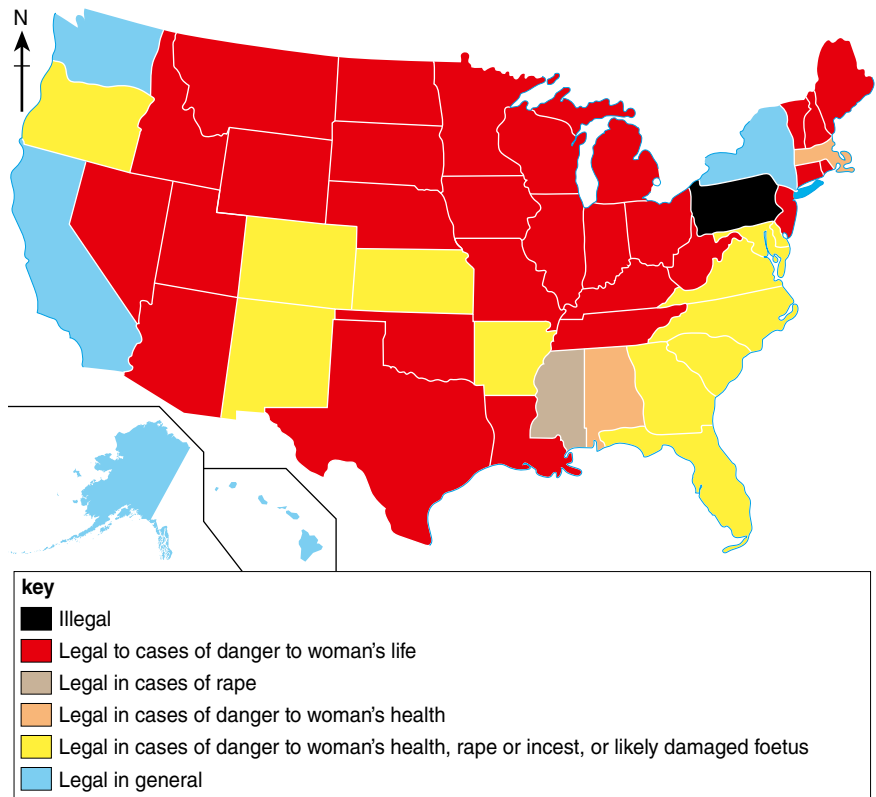 N
key
Illegal
Legal to cases of danger to woman's life
Legal in cases of rape
Legal in cases of danger to woman's health
Legal in cases of danger to woman's health, rape or incest, or likely damaged foetus
Legal in general